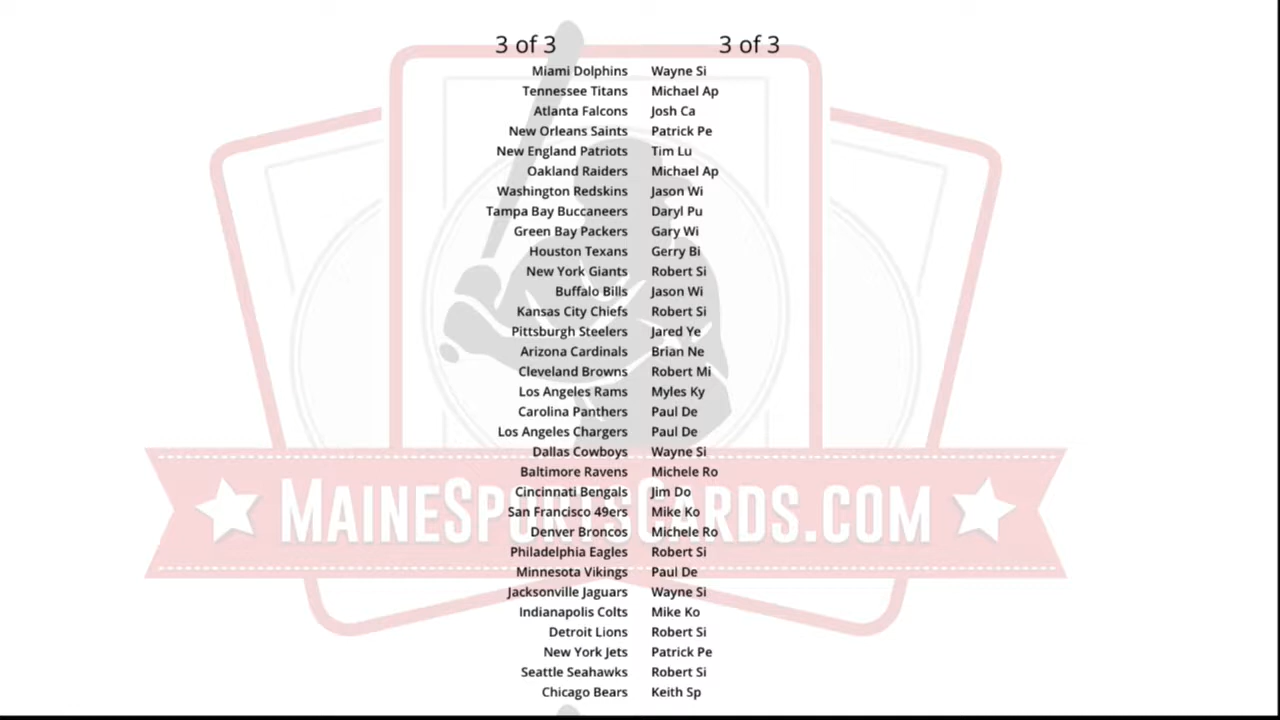 3 of 3 3 of 3
Miami Dolphins Wayne Si
Tennessee Titans Michael Ap
Atlanta Falcons Josh Ca
New Orleans Saints Patrick Pe
New England Patriots Tim Lu
Oakland Raiders Michael Ap
Washington Redskins Jason Wi
Tampa Bay Buccaneers Daryl Pu
Green Bay Packers Gary Wi
Houston Texans Gerry Bi
New York Giants Robert Si
Buffalo Bills Jason Wi
Kansas City Chiefs Robert Si
Pittsburgh Steelers Jared Ye
Arizona Cardinals Brian Ne
Cleveland Browns Robert Mi
Los Angeles Rams Myles Ky
Carolina Panthers Paul De
Los Angeles Chargers Paul De
Dallas Cowboys Wayne Si
Baltimore Ravens Michele Ro
Cincinnati Bengals Jim Do
MAINESPORTSCARDS.COM
San Francisco 49ers Mike Ko
Denver Broncos Michele Ro
Philadelphia Eagles Robert Si
Minnesota Vikings Paul De
Jacksonville Jaguars Wayne Si
Indianapolis Colts Mike Ko
Detroit Lions Robert Si
New York Jets Patrick Pe
Seattle Seahawks Robert Si
Chicago Bears Keith Sp